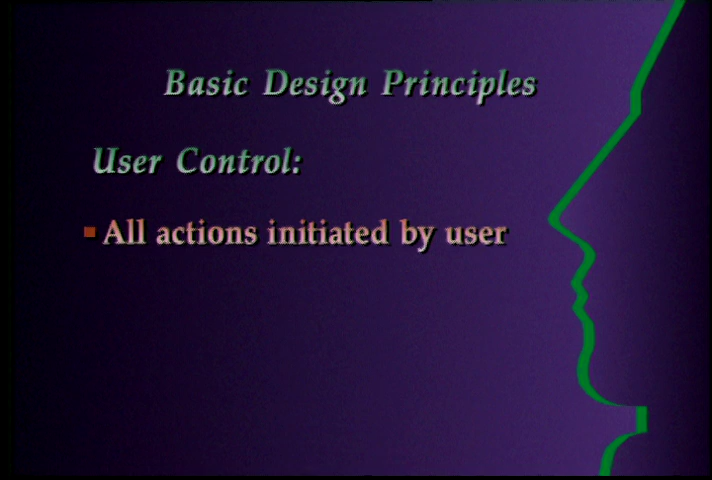 Basic Design Principles
User Control:
All actions initiated by user